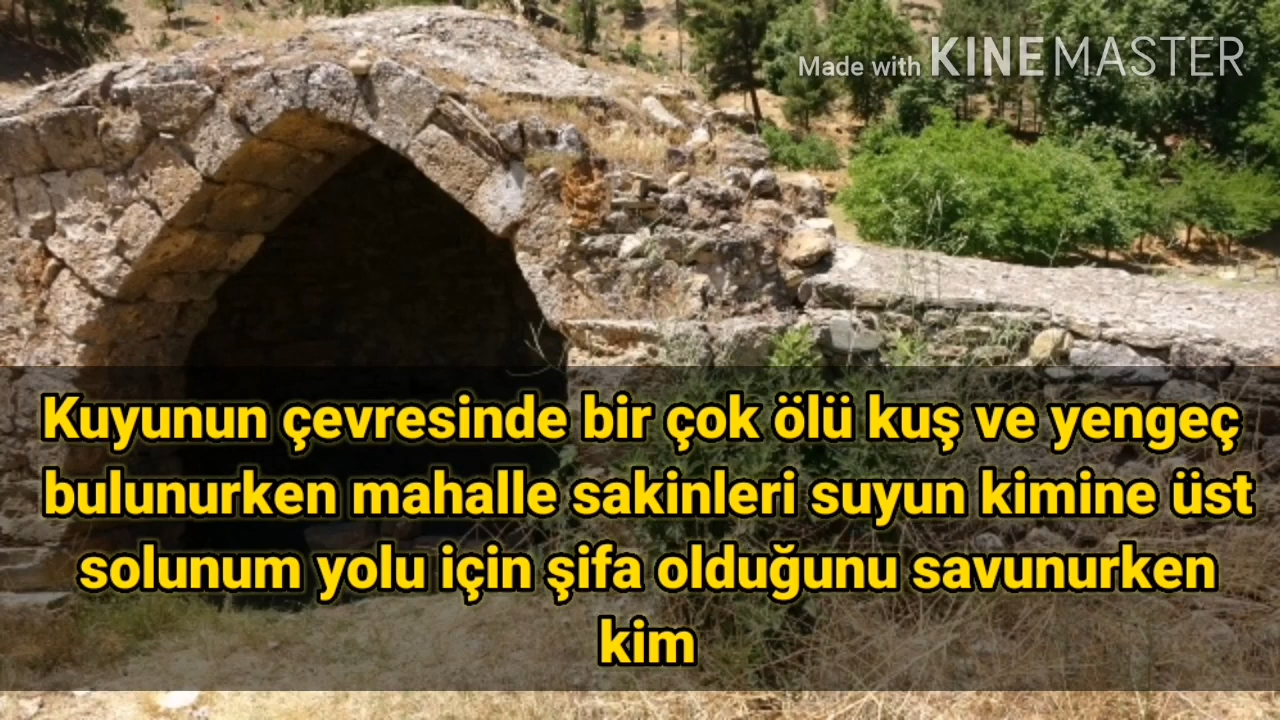 Made with KINEMASTER
Kuyunun çevresinde bir çok ölü kuş ve yengeç
bulunurken mahalle sakinleri suyun kimine üst
solunum yolu için şifa olduğunu savunurken
kim